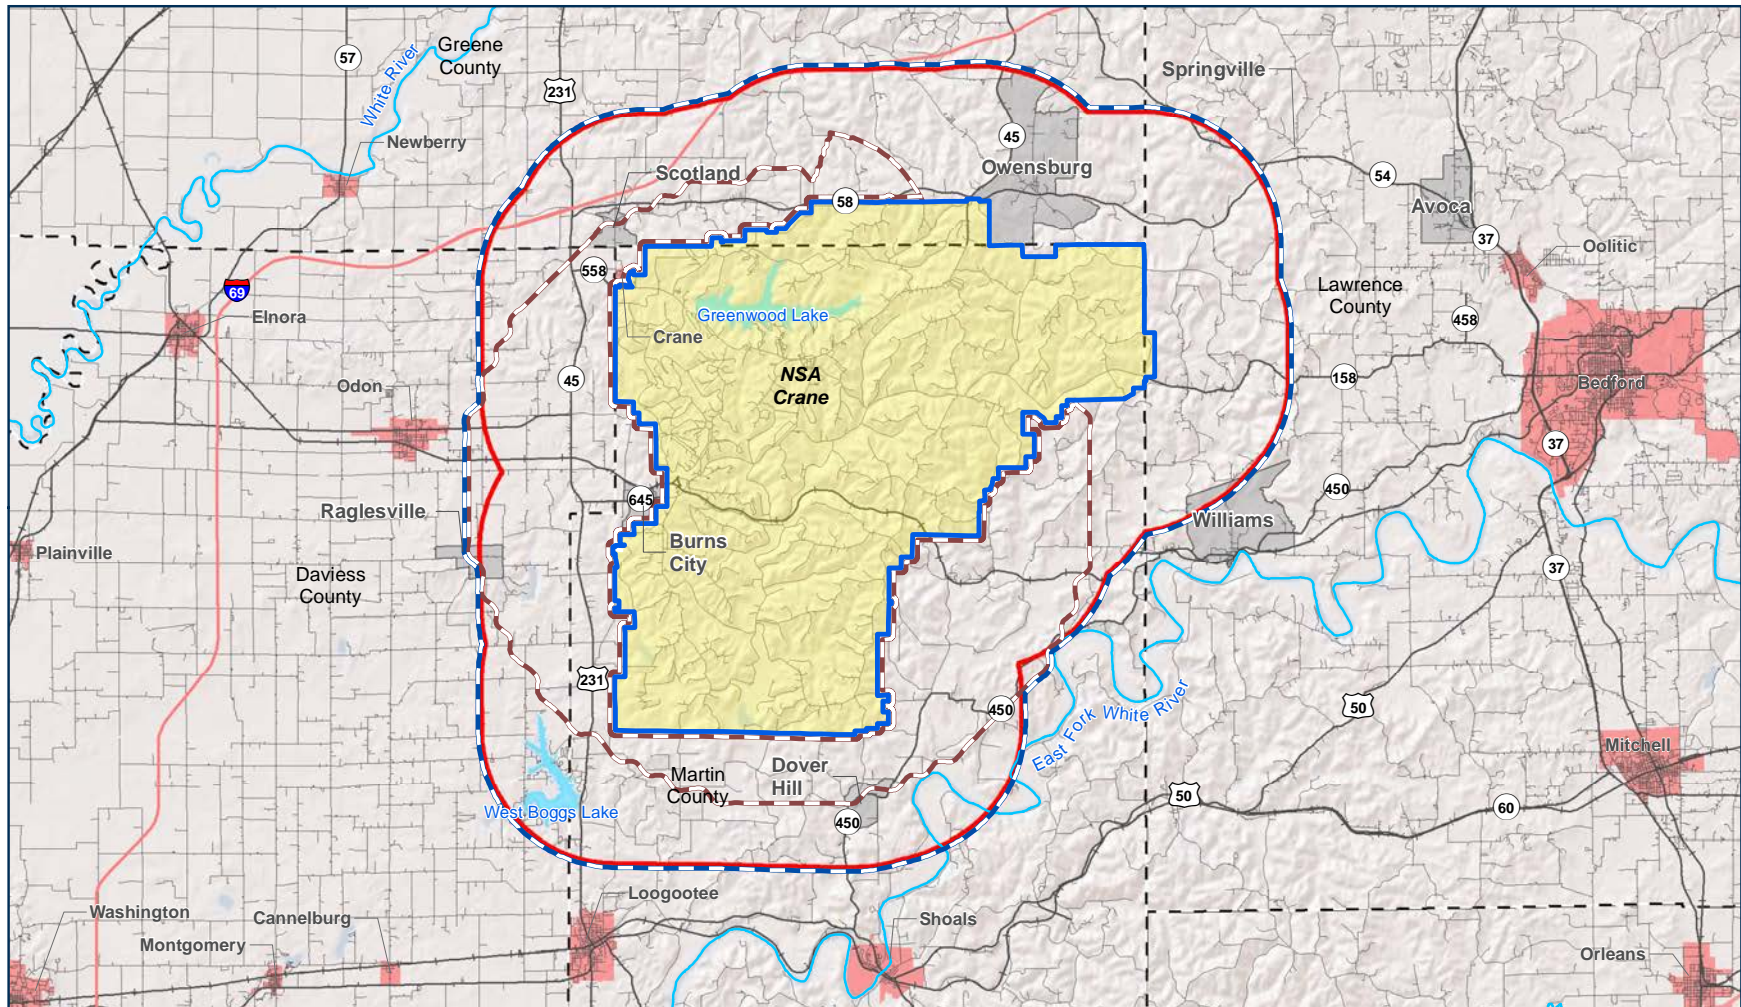 Greene
County
57
231
White River
Newberry
Springville
45
Owensburg
54
Avoca
Scotland
58
37
Oolitic
558
69
Elnora
Greenwood Lake
Crane
Lawrence
County
458
NSA
Crane
Odon
45
158
Bedford
37
645
Raglesville
450
Williams
Plainville
Burns
City
Daviess
County
37
231
450
East Fork White River
50
Mitchell
Dover
Hill
Martin
County
50
60
West Boggs Lake
450
Loogootee
Washington
Cannelburg
Shoals
Montgomery
Orleans